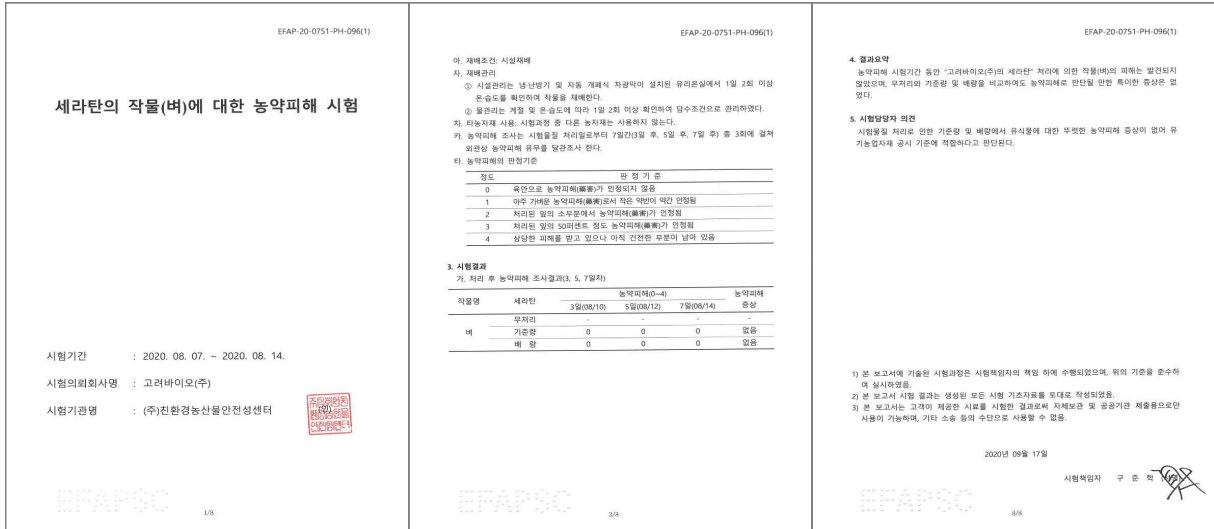 EFAP-20-0751-PH-096(1)
세라탄의 작물(벼)에 대한 농약피해 시험
시험기간 : 2020. 08. 07. ~ 2020. 08. 14.
시험의뢰회사명 : 고려바이오(주)
시험기관명 : (주)친환경농산물안전성센터 (인)
EFAPSC
1/8
EFAP-20-0751-PH-096(1)
아. 재배조건: 시설재배
자. 재배관리
① 시설관리는 냉·난방기 및 자동 개폐식 차광막이 설치된 유리온실에서 1일 2회 이상
온·습도를 확인하여 작물을 재배한다.
② 물관리는 계절 및 온·습도에 따라 1일 2회 이상 확인하여 담수조건으로 관리하였다.
차. 타농자재 사용: 시험과정 중 다른 농자재는 사용하지 않는다.
카. 농약피해 조사는 시험물질 처리일로부터 7일간(3일 후, 5일 후, 7일 후) 총 3회에 걸쳐
외관상 농약피해 유무를 달관조사 한다.
타. 농약피해의 판정기준
정도 판 정 기 준
0 육안으로 농약피해(藥害)가 인정되지 않음
1 아주 가벼운 농약피해(藥害)로서 작은 약반이 약간 인정됨
2 처리된 잎의 소부분에서 농약피해(藥害)가 인정됨
3 처리된 잎의 50퍼센트 정도 농약피해(藥害)가 인정됨
4 상당한 피해를 받고 있으나 아직 건전한 부분이 남아 있음
3. 시험결과
가. 처리 후 농약피해 조사결과(3, 5, 7일차)
작물명 세라탄 농약피해(0~4) 농약피해 증상
3일(08/10) 5일(08/12) 7일(08/14)
무처리 - - - -
벼 기준량 0 0 0 없음
배 량 0 0 0 없음
EFAPSC
3/8
EFAP-20-0751-PH-096(1)
4. 결과요약
농약피해 시험기간 동안 "고려바이오(주)의 세라탄" 처리에 의한 작물(벼)의 피해는 발견되지
않았으며, 무처리와 기준량 및 배량을 비교하여도 농약피해로 판단될 만한 특이한 증상은 없
었다.
5. 시험담당자 의견
시험물질 처리로 인한 기준량 및 배량에서 유식물에 대한 뚜렷한 농약피해 증상이 없어 유
기농업자재 공시 기준에 적합하다고 판단된다.
1) 본 보고서에 기술된 시험과정은 시험책임자의 책임 하에 수행되었으며, 위의 기준을 준수하
여 실시하였음.
2) 본 보고서 시험 결과는 생성된 모든 시험 기초자료를 토대로 작성되었음.
3) 본 보고서는 고객이 제공한 시료를 시험한 결과로써 자체보관 및 공공기관 제출용으로만
사용이 가능하며, 기타 소송 등의 수단으로 사용할 수 없음.
2020년 09월 17일
시험책임자 구 준 학
EFAPSC
8/8